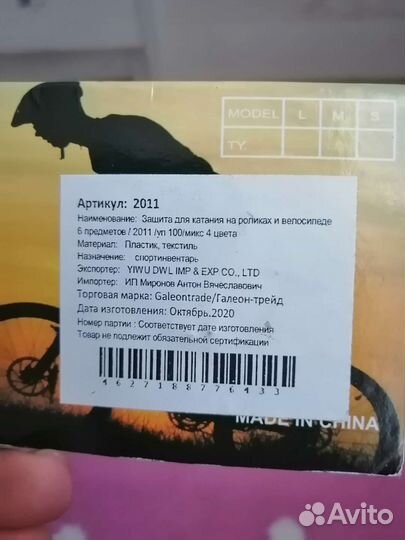 MODEL L M S
TY.
Артикул: 2011
Наименование: Защита для катания на роликах и велосипеде
6 предметов / 2011 /уп 100/микс 4 цвета
Материал: Пластик, текстиль
Назначение: спортинвентарь
Экспортер: YIWU DWL IMP & EXP CO., LTD
Импортер: ИП Миронов Антон Вячеславович
Торговая марка: Galeontrade/Галеон-трейд
Дата изготовления: Октябрь.2020
Номер партии : Соответствует дате изготовления
Товар не подлежит обязательной сертификации
4627188776433
MADE IN CHINA
Avito